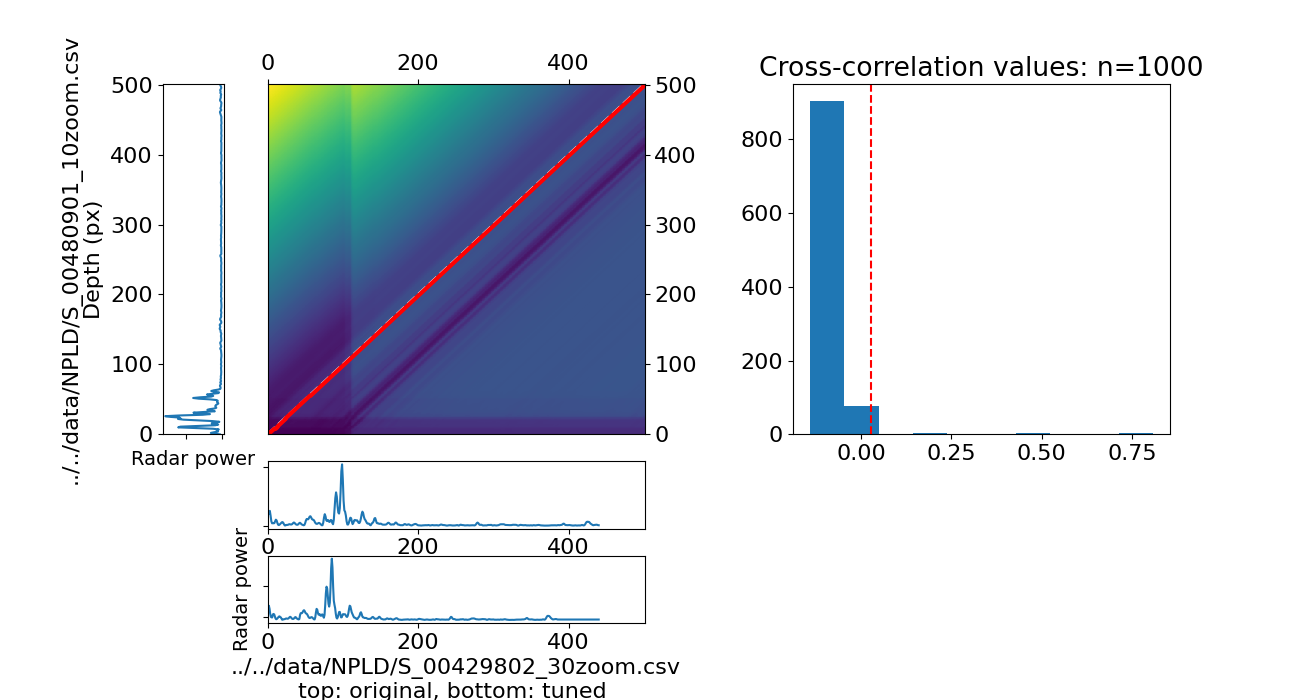 0 200 400
Cross-correlation values: n=1000
../../data/NPLD/S_00480901_10zoom.csv
Depth (px)
500 500
400 400
300 300
200 200
100 100
0 0
800
600
400
200
0
0.00 0.25 0.50 0.75
Radar power
0 200 400
Radar power
0 200 400
../../data/NPLD/S_00429802_30zoom.csv
top: original, bottom: tuned